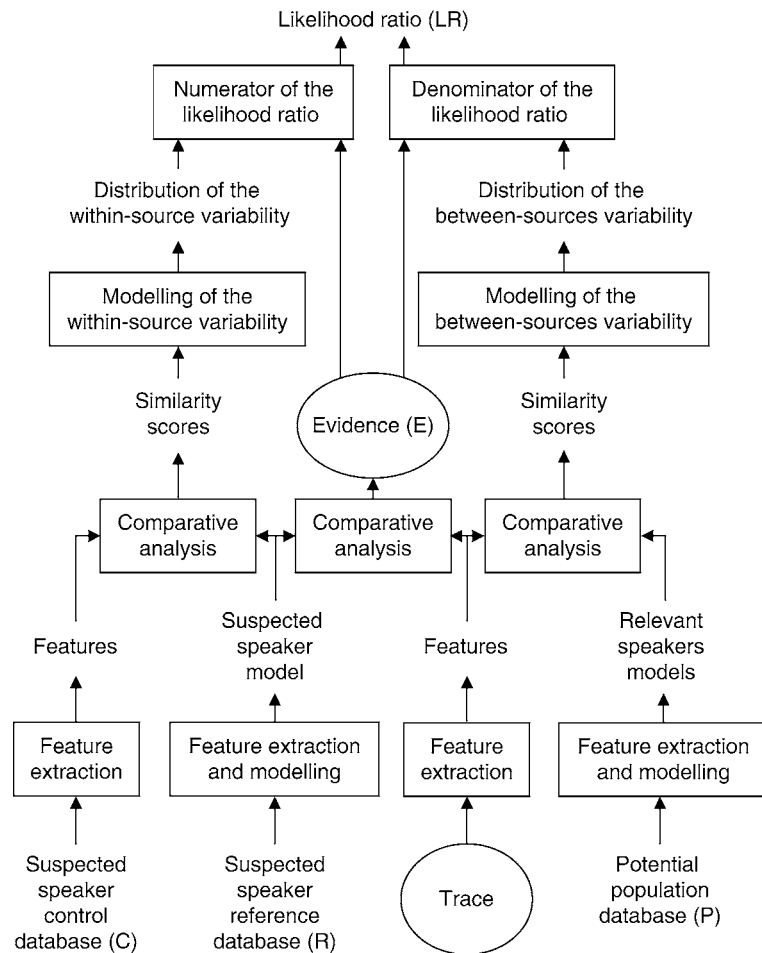 Likelihood ratio (LR)
Numerator of the
likelihood ratio
Denominator of the
likelihood ratio
Distribution of the
within-source variability
Distribution of the
between-sources variability
Modelling of the
within-source variability
Modelling of the
between-sources variability
Similarity
scores
Evidence (E)
Similarity
scores
Comparative
analysis
Comparative
analysis
Comparative
analysis
Features
Suspected
speaker
model
Features
Relevant
speakers
models
Feature
extraction
Feature extraction
and modelling
Feature
extraction
Feature extraction
and modelling
Suspected
speaker
control
database (C)
Suspected
speaker
reference
database (R)
Trace
Potential
population
database (P)